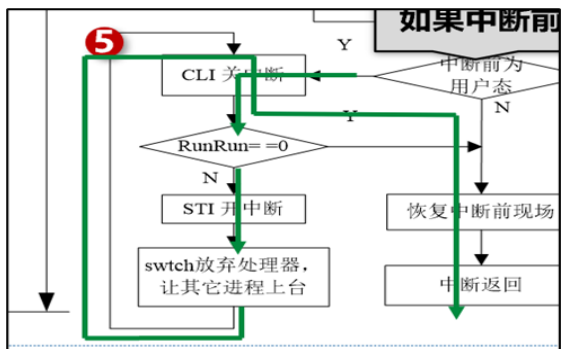 如果中断前
5
Y
CLI 关中断
中断前为
用户态
N
Y
RunRun= =0
N
STI 开中断
恢复中断前现场
swtch放弃处理器，
让其它进程上台
中断返回